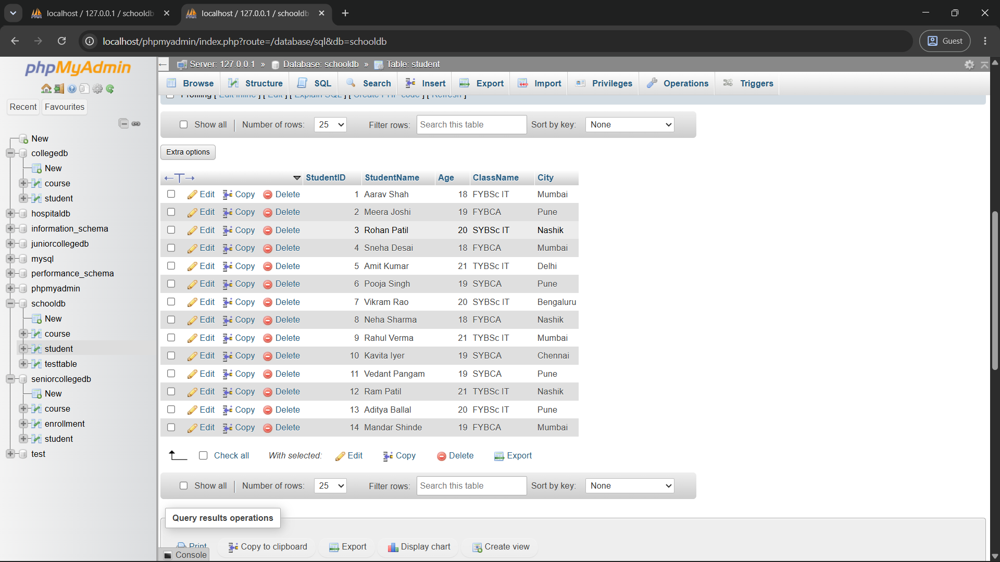 localhost / 127.0.0.1 / schooldb
localhost / 127.0.0.1 / schooldb
localhost/phpmyadmin/index.php?route=/database/sql&db=schooldb
Guest
phpMyAdmin
Recent
Favourites
New
collegedb
New
course
student
hospitaldb
information_schema
juniorcollegedb
mysql
performance_schema
phpmyadmin
schooldb
New
course
student
testtable
seniorcollegedb
New
course
enrollment
student
test
Server: 127.0.0.1 » Database: schooldb » Table: student
Browse Structure SQL Search Insert Export Import Privileges Operations Triggers
Profiling [ Edit inline ] [ Edit ] [ Explain SQL ] [ Create PHP code ] [ Refresh ]
Show all | Number of rows: 25 Filter rows: Search this table Sort by key: None
Extra options
←T→ StudentID StudentName Age ClassName City
Edit Copy Delete 1 Aarav Shah 18 FYBSc IT Mumbai
Edit Copy Delete 2 Meera Joshi 19 FYBCA Pune
Edit Copy Delete 3 Rohan Patil 20 SYBSc IT Nashik
Edit Copy Delete 4 Sneha Desai 18 FYBCA Mumbai
Edit Copy Delete 5 Amit Kumar 21 TYBSc IT Delhi
Edit Copy Delete 6 Pooja Singh 19 SYBCA Pune
Edit Copy Delete 7 Vikram Rao 20 SYBSc IT Bengaluru
Edit Copy Delete 8 Neha Sharma 18 FYBCA Nashik
Edit Copy Delete 9 Rahul Verma 21 TYBSc IT Mumbai
Edit Copy Delete 10 Kavita Iyer 19 SYBCA Chennai
Edit Copy Delete 11 Vedant Pangam 19 SYBCA Pune
Edit Copy Delete 12 Ram Patil 21 TYBSc IT Nashik
Edit Copy Delete 13 Aditya Ballal 20 FYBSc IT Pune
Edit Copy Delete 14 Mandar Shinde 19 FYBCA Mumbai
Check all With selected: Edit Copy Delete Export
Show all | Number of rows: 25 Filter rows: Search this table Sort by key: None
Query results operations
Print Copy to clipboard Export Display chart Create view
Console